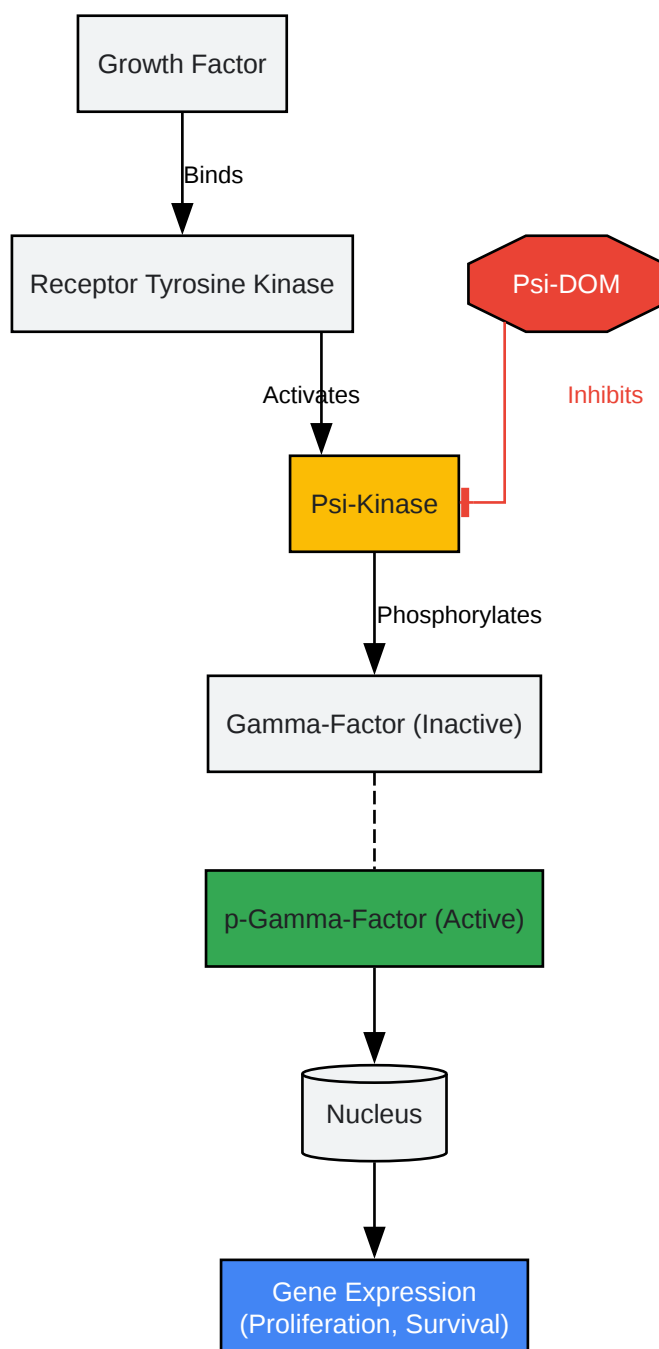 Growth Factor
Binds
Receptor Tyrosine Kinase
Psi-DOM
Activates
Inhibits
Psi-Kinase
Phosphorylates
Gamma-Factor (Inactive)
p-Gamma-Factor (Active)
Nucleus
Gene Expression
(Proliferation, Survival)